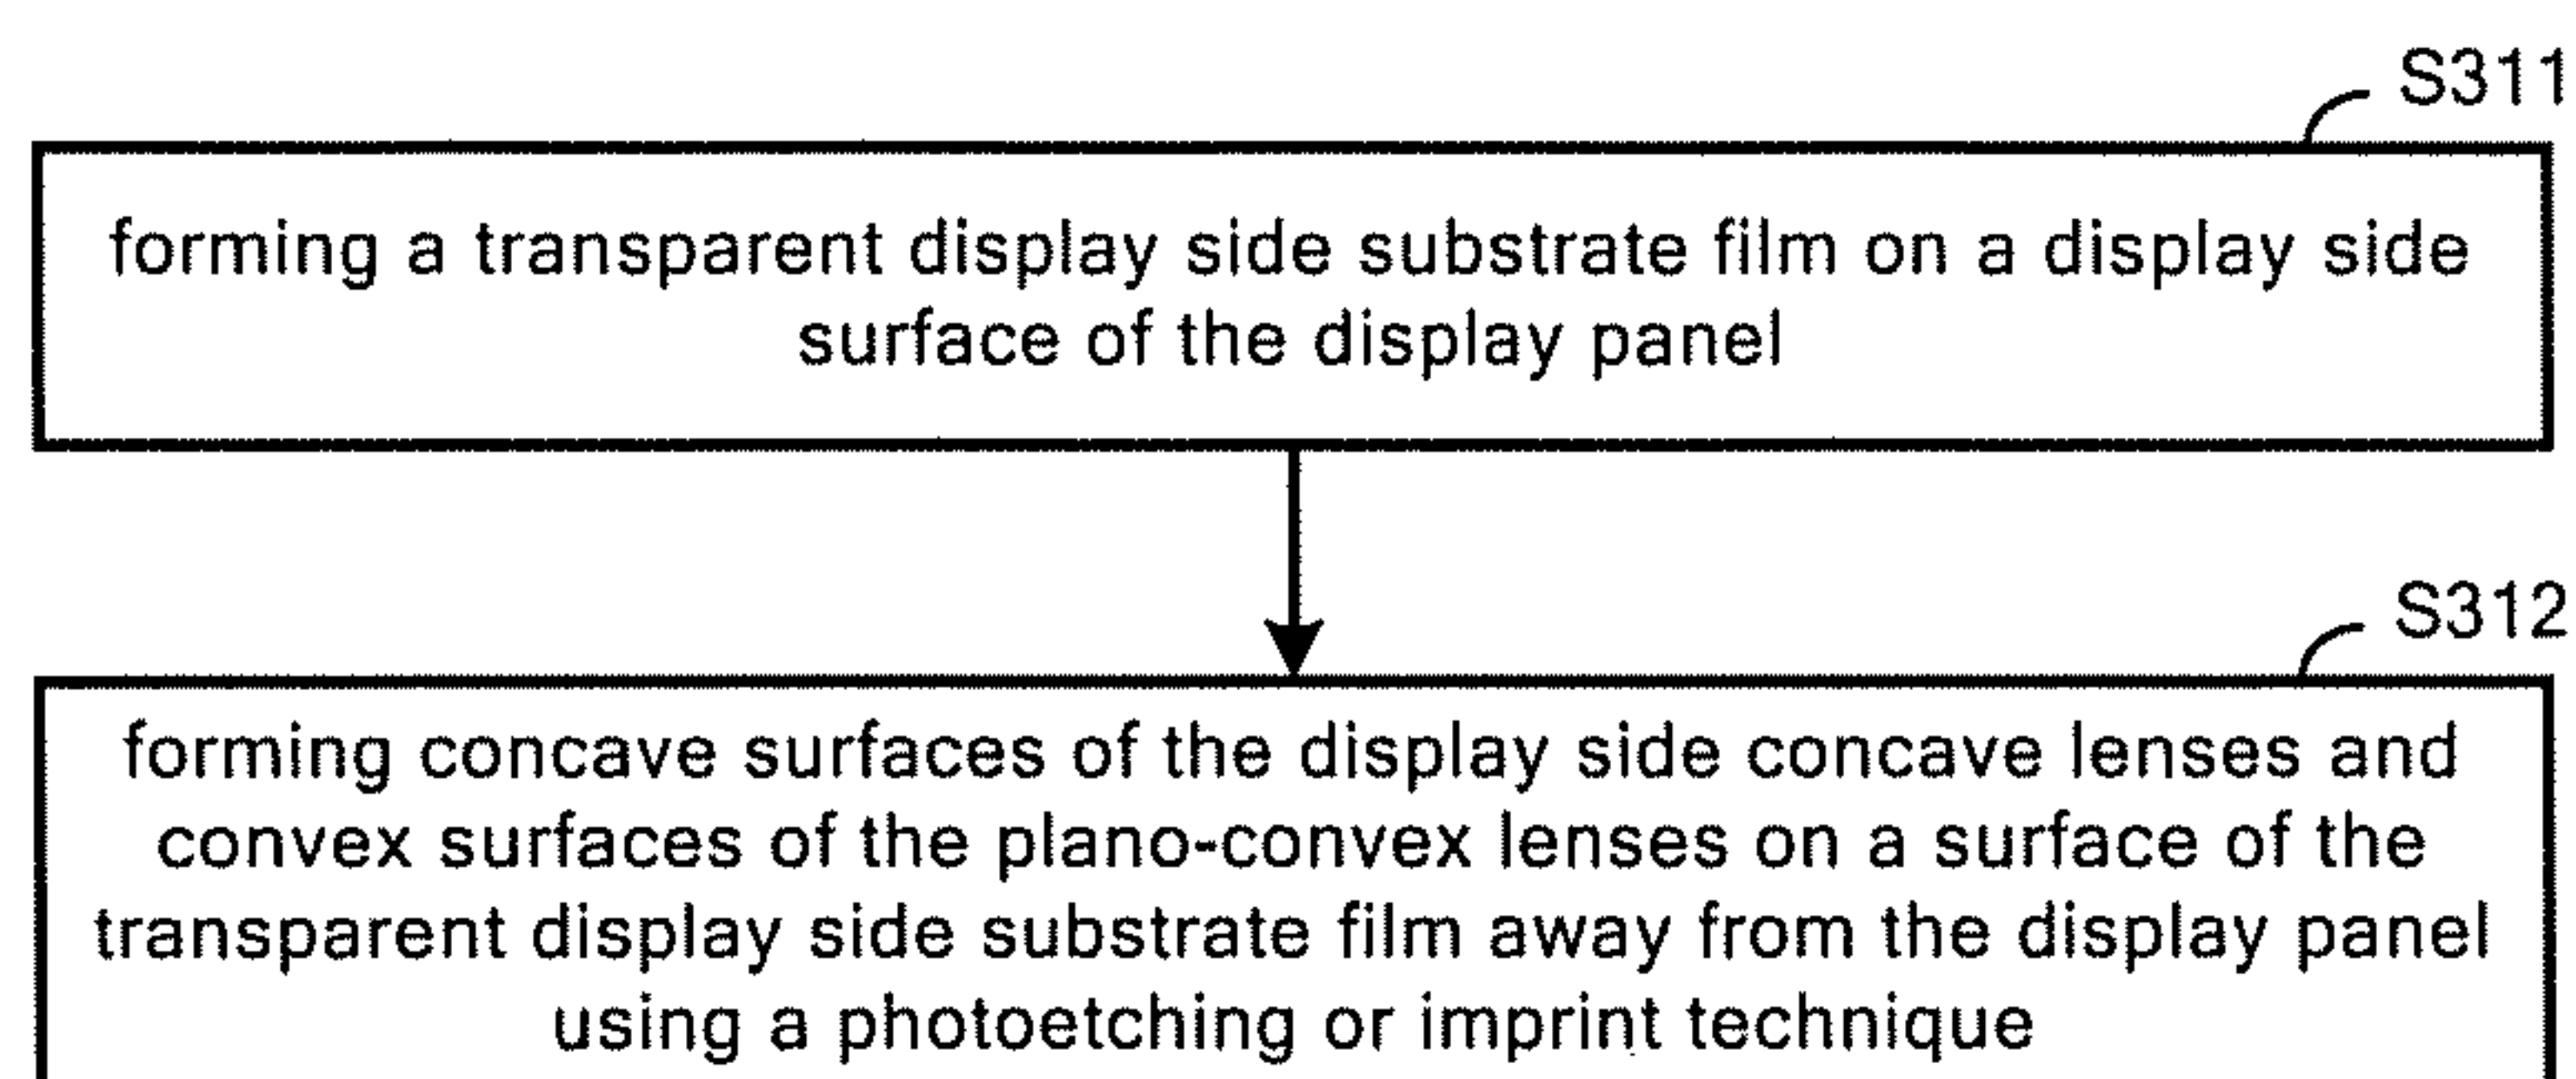 S311
forming a transparent display side substrate film on a display side
surface of the display panel
S312
forming concave surfaces of the display side concave lenses and
convex surfaces of the plano-convex lenses on a surface of the
transparent display side substrate film away from the display panel
using a photoetching or imprint technique